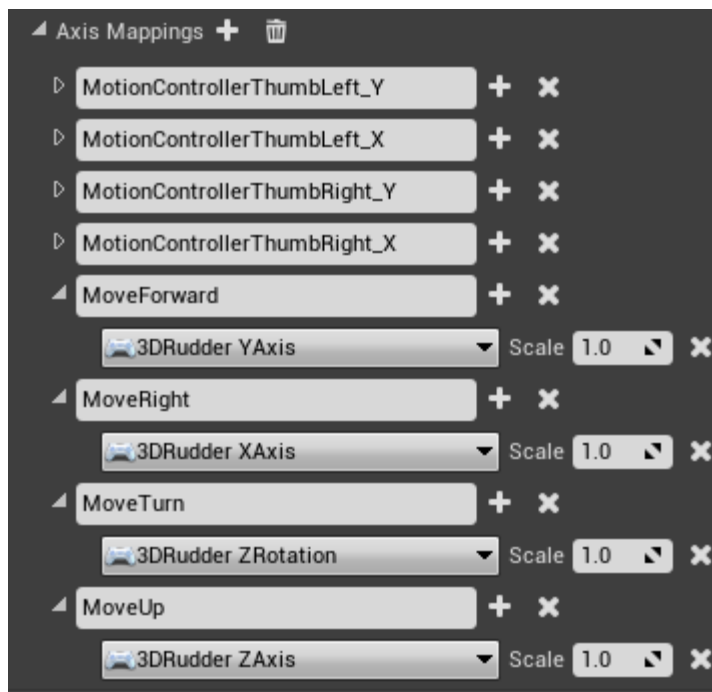 Axis Mappings
MotionControllerThumbLeft_Y
MotionControllerThumbLeft_X
MotionControllerThumbRight_Y
MotionControllerThumbRight_X
MoveForward
3DRudder YAxis Scale 1.0
MoveRight
3DRudder XAxis Scale 1.0
MoveTurn
3DRudder ZRotation Scale 1.0
MoveUp
3DRudder ZAxis Scale 1.0